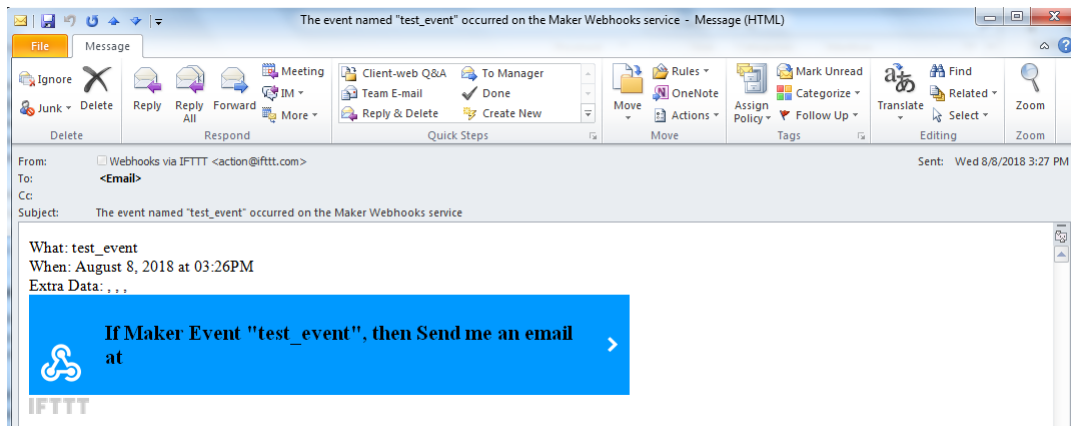 The event named "test_event" occurred on the Maker Webhooks service - Message (HTML)
File Message
Ignore
Junk
Delete
Delete
Reply
Reply All
Forward
Meeting
IM
More
Respond
Client-web Q&A
Team E-mail
Reply & Delete
To Manager
Done
Create New
Quick Steps
Move
Rules
OneNote
Actions
Move
Assign Policy
Mark Unread
Categorize
Follow Up
Tags
Translate
Find
Related
Select
Editing
Zoom
Zoom
From: Webhooks via IFTTT <action@ifttt.com> Sent: Wed 8/8/2018 3:27 PM
To: <Email>
Cc:
Subject: The event named "test_event" occurred on the Maker Webhooks service
What: test_event
When: August 8, 2018 at 03:26PM
Extra Data: , , ,
If Maker Event "test_event", then Send me an email
at
IFTTT